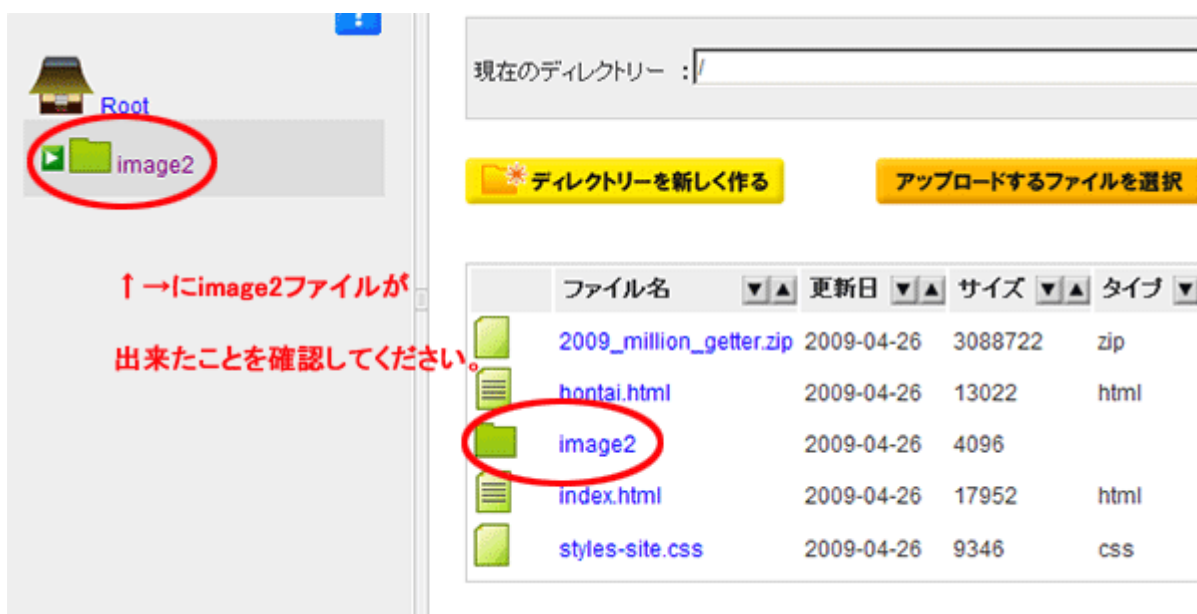 Root
image2
↑→にimage2ファイルが
出来たことを確認してください。
現在のディレクトリー :/
ディレクトリーを新しく作る
アップロードするファイルを選択
ファイル名 ▼▲ 更新日 ▼▲ サイズ ▼▲ タイプ ▼
2009_million_getter.zip 2009-04-26 3088722 zip
hontai.html 2009-04-26 13022 html
image2 2009-04-26 4096
index.html 2009-04-26 17952 html
styles-site.css 2009-04-26 9346 css